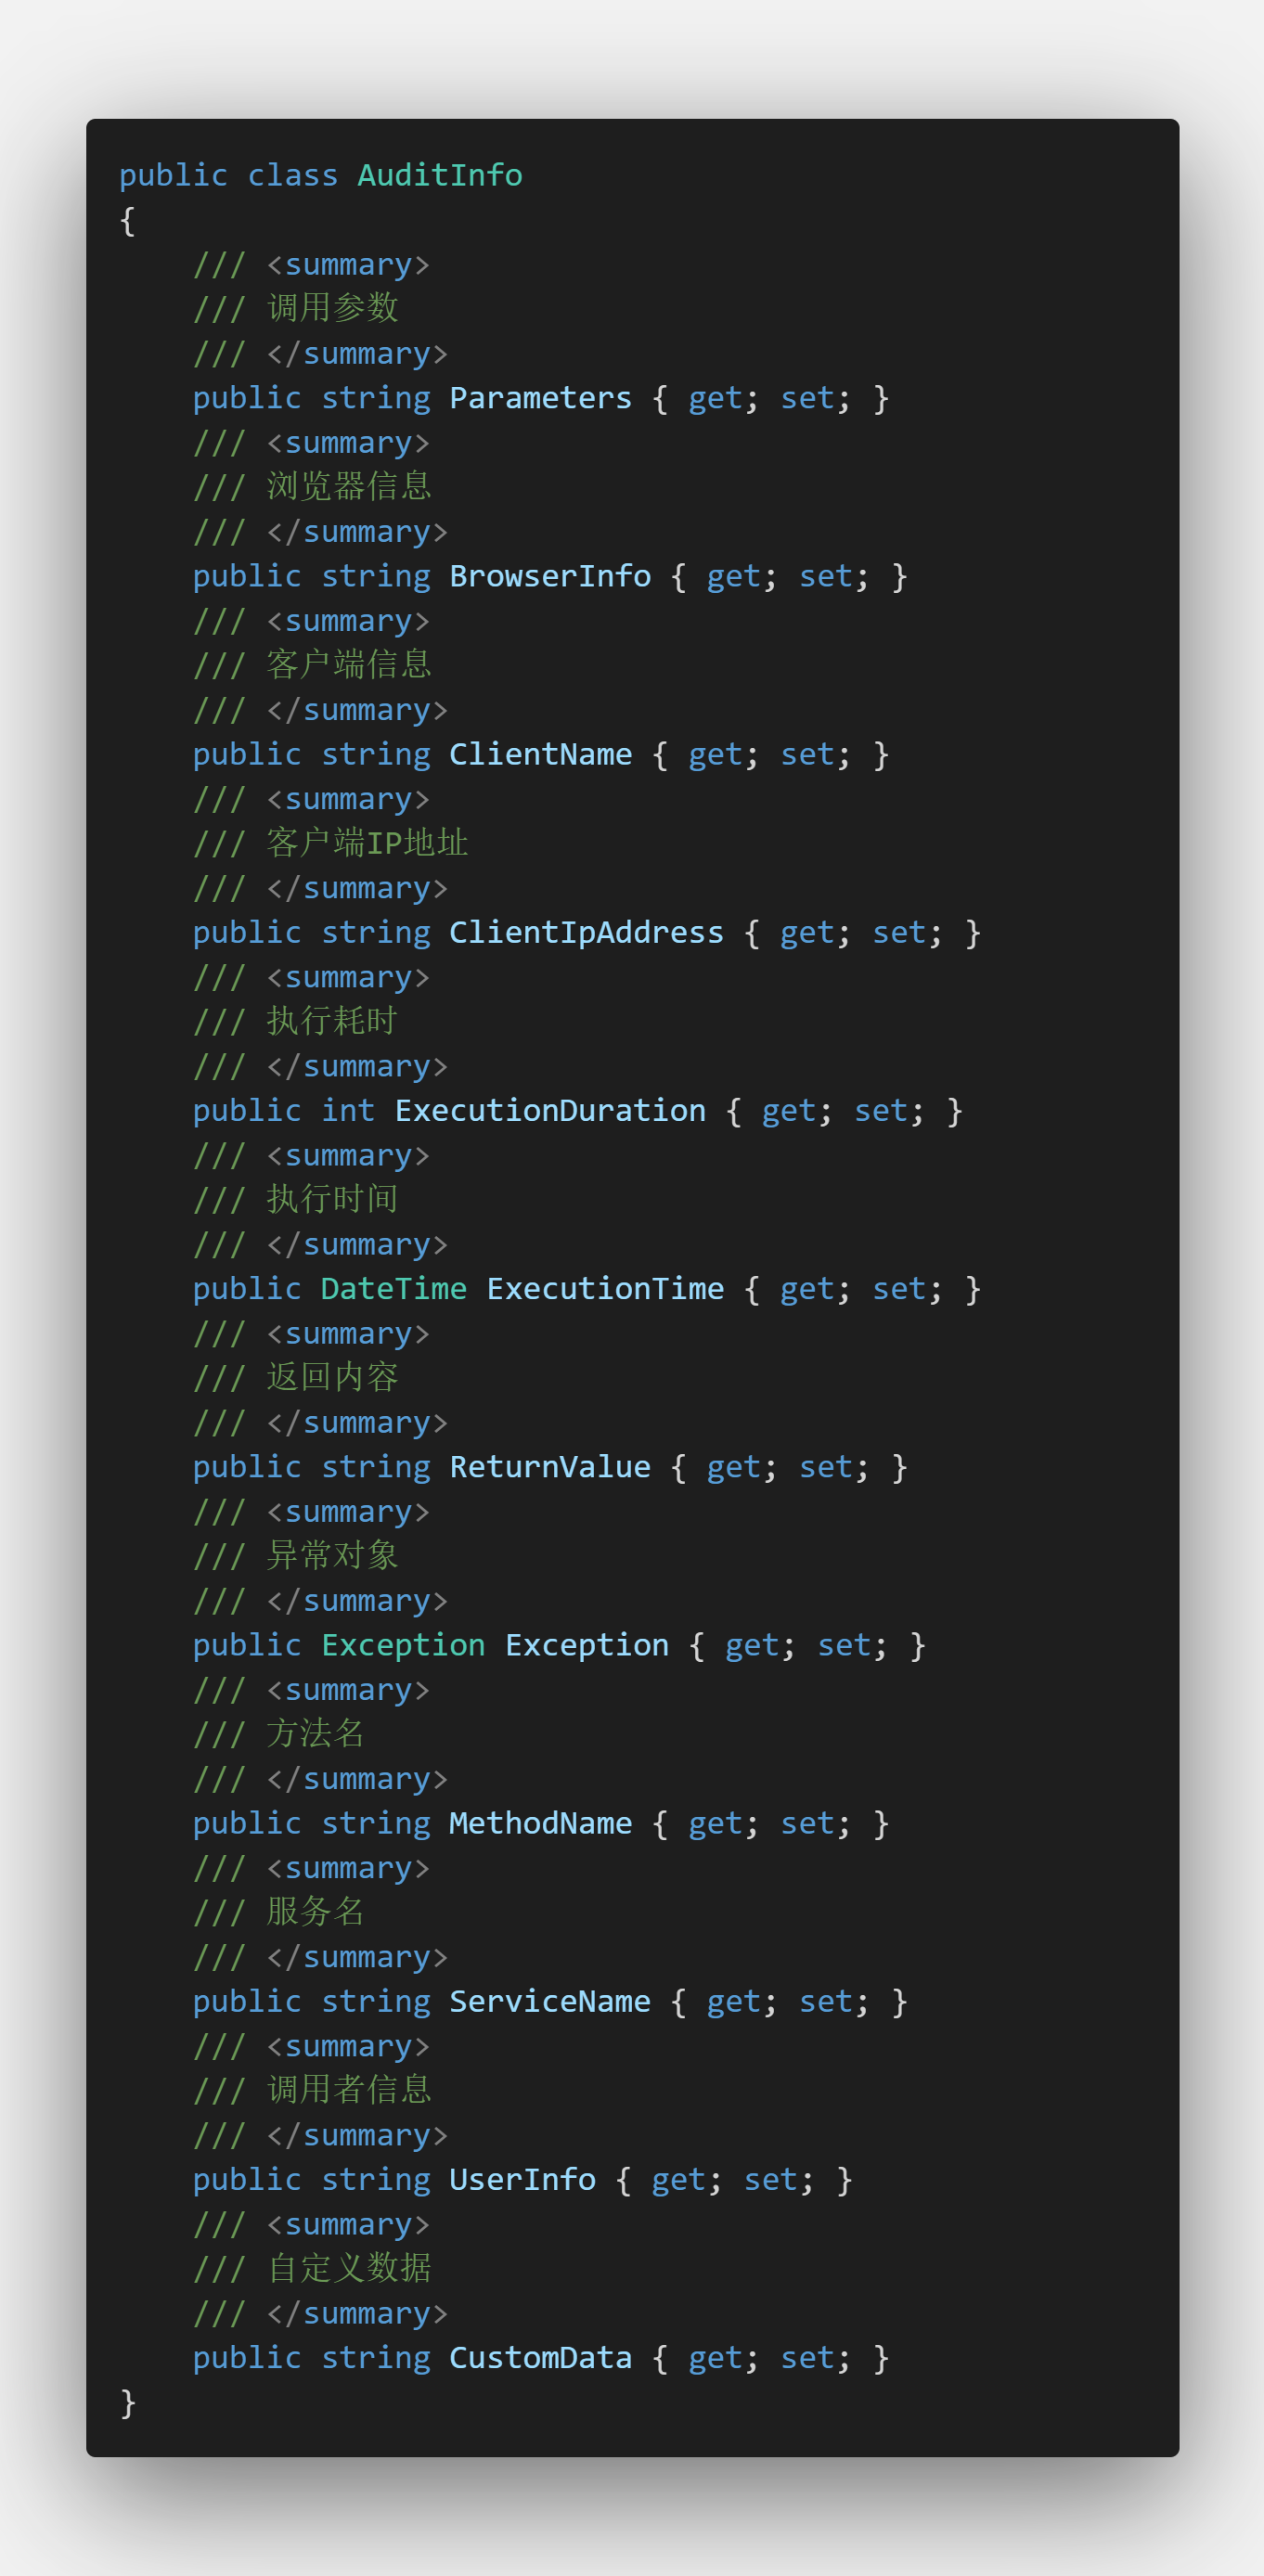 public class AuditInfo
{
    /// <summary>
    /// 调用参数
    /// </summary>
    public string Parameters { get; set; }
    /// <summary>
    /// 浏览器信息
    /// </summary>
    public string BrowserInfo { get; set; }
    /// <summary>
    /// 客户端信息
    /// </summary>
    public string ClientName { get; set; }
    /// <summary>
    /// 客户端IP地址
    /// </summary>
    public string ClientIpAddress { get; set; }
    /// <summary>
    /// 执行耗时
    /// </summary>
    public int ExecutionDuration { get; set; }
    /// <summary>
    /// 执行时间
    /// </summary>
    public DateTime ExecutionTime { get; set; }
    /// <summary>
    /// 返回内容
    /// </summary>
    public string ReturnValue { get; set; }
    /// <summary>
    /// 异常对象
    /// </summary>
    public Exception Exception { get; set; }
    /// <summary>
    /// 方法名
    /// </summary>
    public string MethodName { get; set; }
    /// <summary>
    /// 服务名
    /// </summary>
    public string ServiceName { get; set; }
    /// <summary>
    /// 调用者信息
    /// </summary>
    public string UserInfo { get; set; }
    /// <summary>
    /// 自定义数据
    /// </summary>
    public string CustomData { get; set; }
}